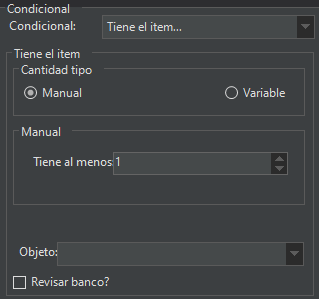 Condicional
Condicional: Tiene el item...
Tiene el item
Cantidad tipo
Manual Variable
Manual
Tiene al menos: 1
Objeto:
Revisar banco?